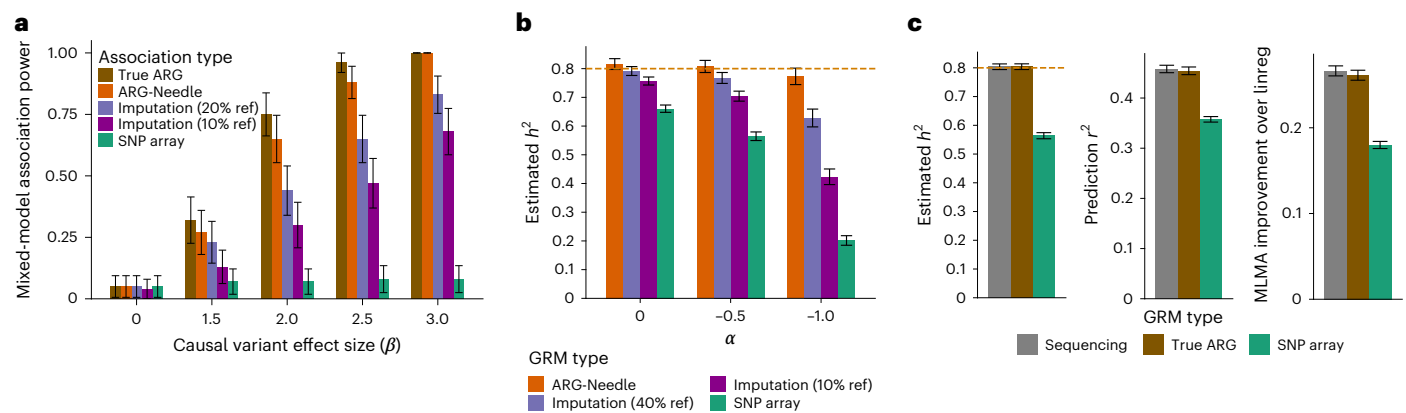 a
Mixed-model association power
1.00
0.75
0.50
0.25
0
Association type
True ARG
ARG-Needle
Imputation (20% ref)
Imputation (10% ref)
SNP array
0 1.5 2.0 2.5 3.0
Causal variant effect size (β)
b
Estimated h²
0.8
0.7
0.6
0.5
0.4
0.3
0.2
0.1
0
0 −0.5 −1.0
α
GRM type
ARG-Needle
Imputation (40% ref)
Imputation (10% ref)
SNP array
c
Estimated h²
0.8
0.7
0.6
0.5
0.4
0.3
0.2
0.1
0
Prediction r²
0.4
0.3
0.2
0.1
0
MLMA improvement over linreg
0.2
0.1
0
GRM type
Sequencing True ARG SNP array